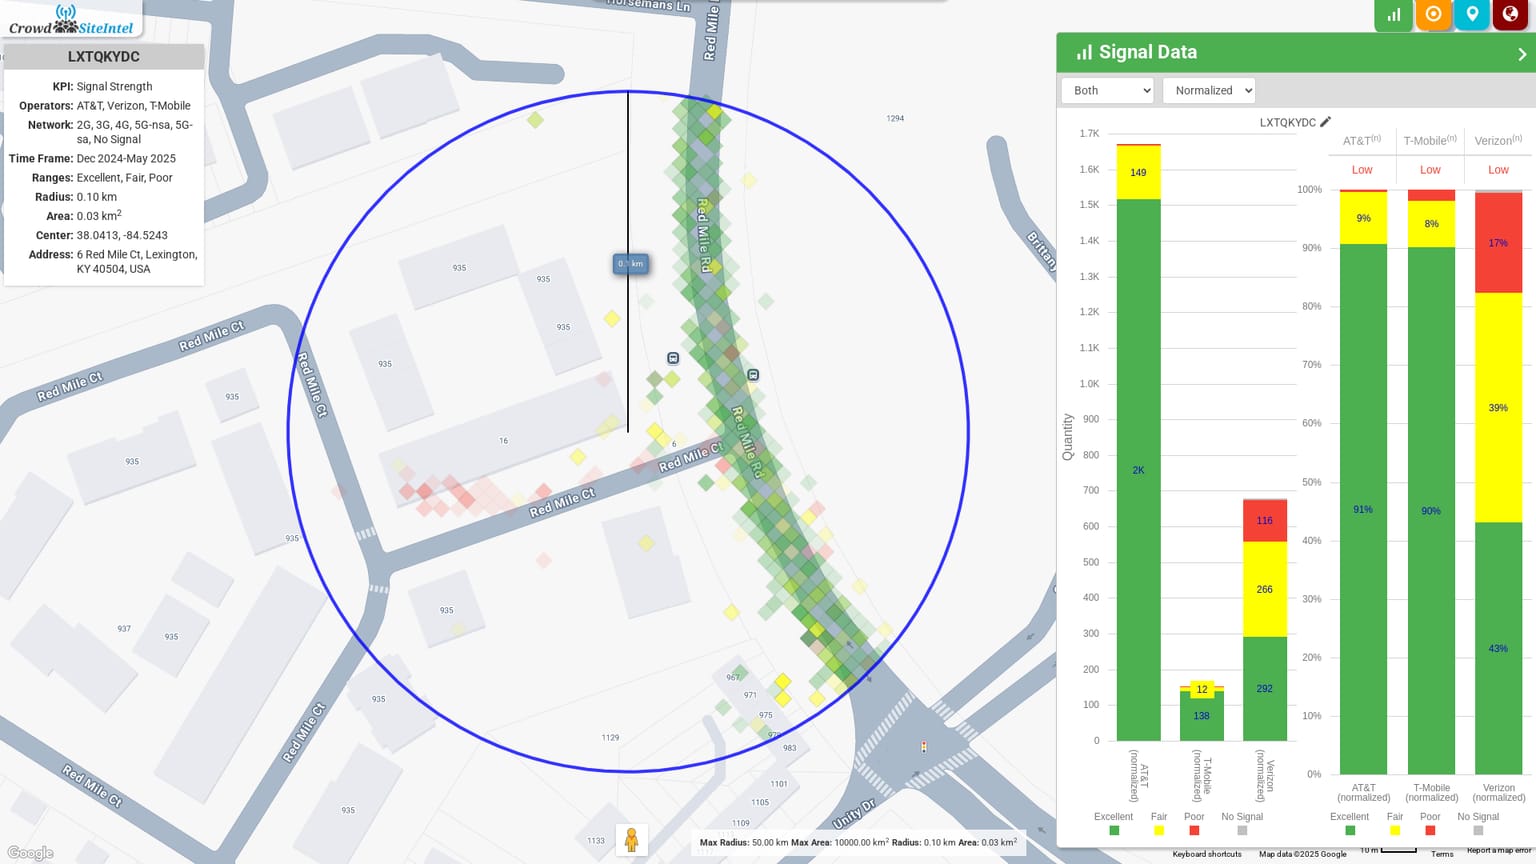 Crowd SiteIntel
LXTQKYDC
KPI: Signal Strength
Operators: AT&T, Verizon, T-Mobile
Network: 2G, 3G, 4G, 5G-nsa, 5G-
sa, No Signal
Time Frame: Dec 2024-May 2025
Ranges: Excellent, Fair, Poor
Radius: 0.10 km
Area: 0.03 km²
Center: 38.0413, -84.5243
Address: 6 Red Mile Ct, Lexington,
KY 40504, USA
Horsemans Ln
Red Mile
1294
Red Mile Rd
Brittany
935
935
935
935
935
935
935
935
935
935
935
935
937
16
6
Red Mile Ct
Red Mile Ct
Red Mile Ct
Red Mile Ct
Red Mile Ct
Red Mile Ct
Red Mile Ct
Red Mile Rd
967
971
975
979
983
1129
1101
1105
1109
1133
Unity Dr
Google
Max Radius: 50.00 km Max Area: 10000.00 km² Radius: 0.10 km Area: 0.03 km²
Signal Data
Both
Normalized
LXTQKYDC
Quantity
1.7K
1.6K
1.5K
1.4K
1.3K
1.2K
1.1K
1.0K
900
800
700
600
500
400
300
200
100
0
149
2K
12
138
116
266
292
AT&T
(normalized)
T-Mobile
(normalized)
Verizon
(normalized)
Excellent Fair Poor No Signal
AT&T(n) T-Mobile(n) Verizon(n)
Low Low Low
100%
90%
80%
70%
60%
50%
40%
30%
20%
10%
0%
9%
91%
8%
90%
17%
39%
43%
AT&T
(normalized)
T-Mobile
(normalized)
Verizon
(normalized)
Excellent Fair Poor No Signal
Keyboard shortcuts
Map data ©2025 Google
10 m
Terms
Report a map error